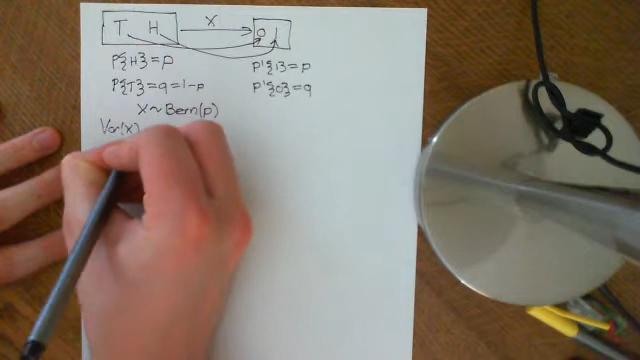 T H X 0 1
P{H}=p P'{1}=p
P{T}=q=1-p P'{0}=q
X~Bern(p)
Var(X)